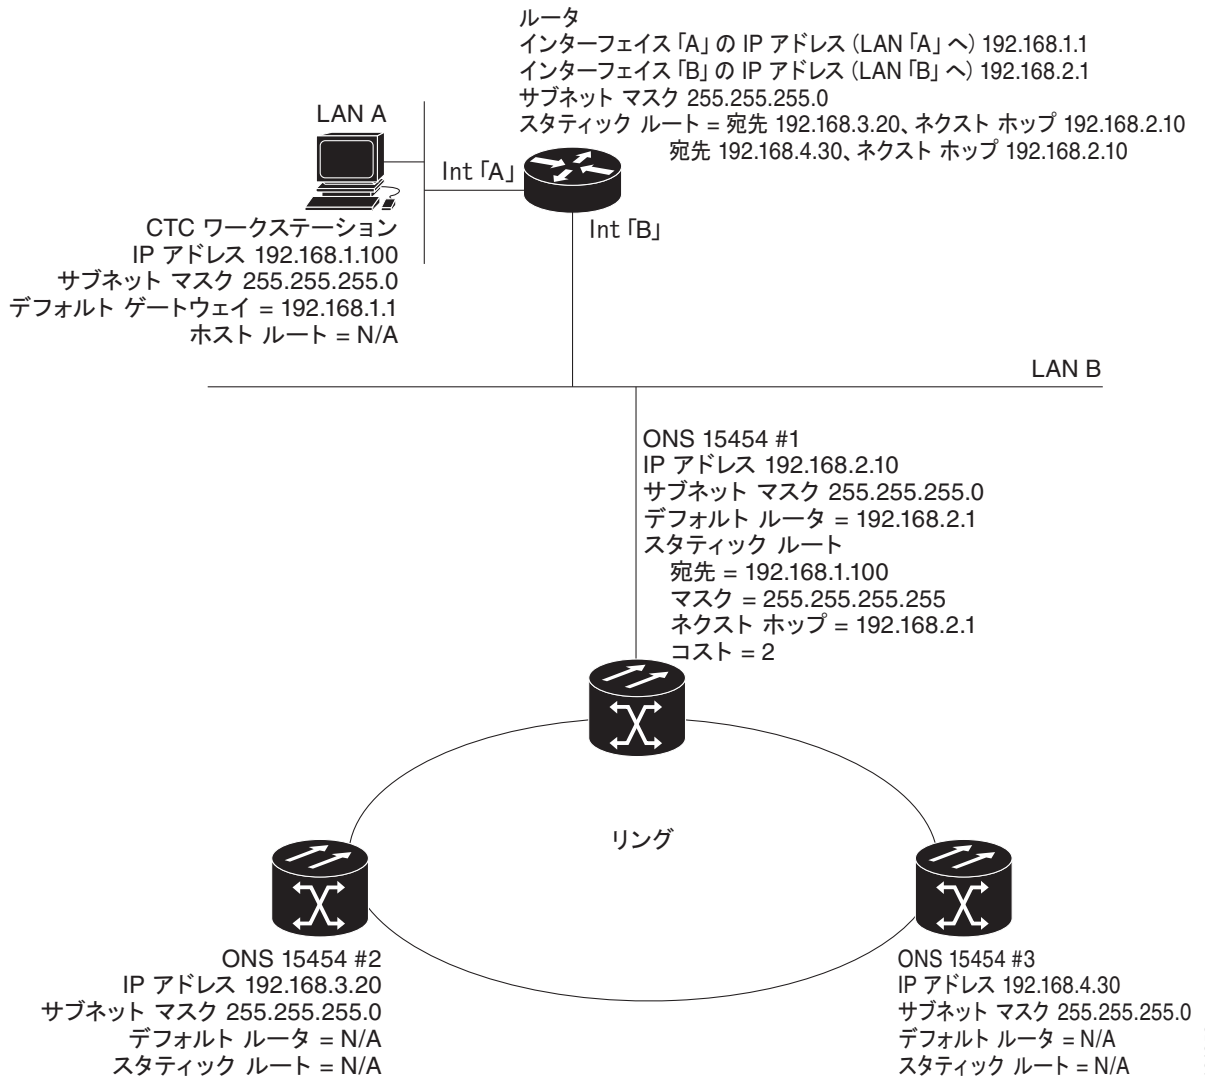 ルータ
インターフェイス「A」の IP アドレス (LAN「A」へ) 192.168.1.1
インターフェイス「B」の IP アドレス (LAN「B」へ) 192.168.2.1
サブネット マスク 255.255.255.0
スタティック ルート = 宛先 192.168.3.20、ネクスト ホップ 192.168.2.10
宛先 192.168.4.30、ネクスト ホップ 192.168.2.10
LAN A
Int「A」
Int「B」
CTC ワークステーション
IP アドレス 192.168.1.100
サブネット マスク 255.255.255.0
デフォルト ゲートウェイ = 192.168.1.1
ホスト ルート = N/A
LAN B
ONS 15454 #1
IP アドレス 192.168.2.10
サブネット マスク 255.255.255.0
デフォルト ルータ = 192.168.2.1
スタティック ルート
宛先 = 192.168.1.100
マスク = 255.255.255.255
ネクスト ホップ = 192.168.2.1
コスト = 2
リング
ONS 15454 #2
IP アドレス 192.168.3.20
サブネット マスク 255.255.255.0
デフォルト ルータ = N/A
スタティック ルート = N/A
ONS 15454 #3
IP アドレス 192.168.4.30
サブネット マスク 255.255.255.0
デフォルト ルータ = N/A
スタティック ルート = N/A